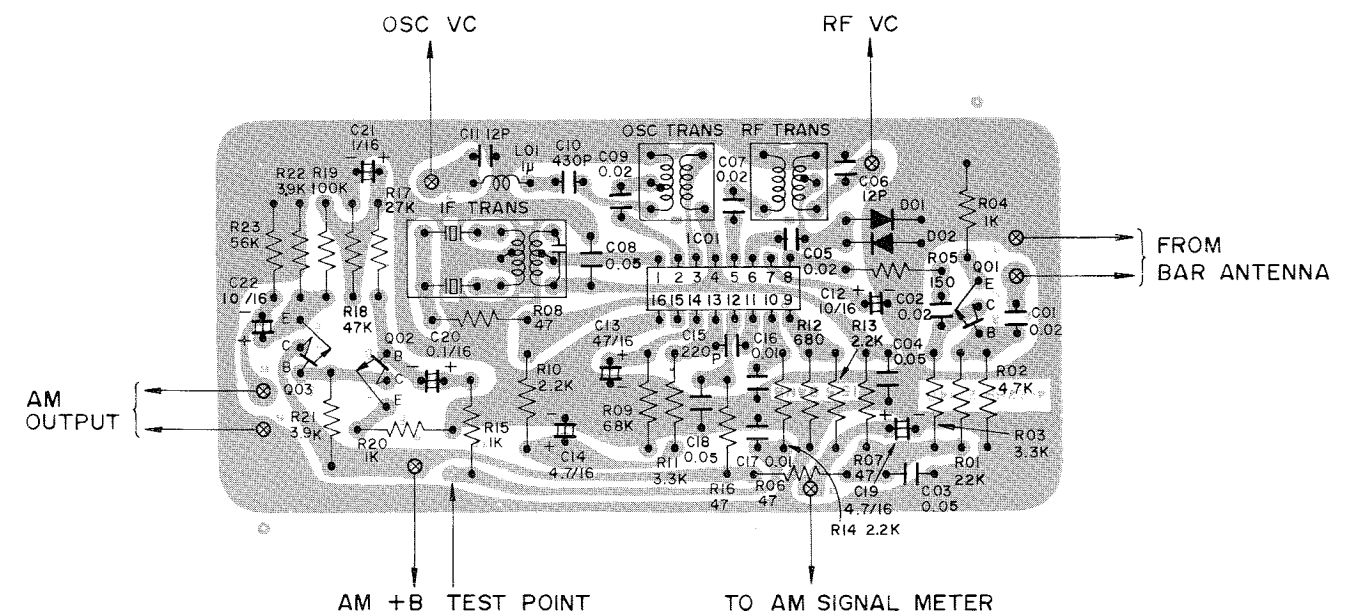 OSC VC
RF VC
C21
1/16
C11 12P
L01
1μ
C10
430P
C09
0.02
OSC TRANS
RF TRANS
C07
0.02
C06
12P
R22
3.9K
R19
100K
R17
27K
IF TRANS
R23
56K
D01
D02
R04
1K
IC01
C08
0.05
C05
0.02
R05
150
Q01
E
C
B
FROM
BAR ANTENNA
1 2 3 4 5 6 7 8
16 15 14 13 12 11 10 9
C22
10/16
R18
47K
R08
47
C12
10/16
C02
0.02
C01
0.02
E
C
B
Q03
Q02
B
C
E
C20
0.1/16
C13
47/16
C15
220
P
C16
0.01
R12
680
R13
2.2K
C04
0.05
R10
2.2K
R02
4.7K
AM
OUTPUT
R21
3.9K
R20
1K
R15
1K
C14
4.7/16
R09
68K
R11
3.3K
C18
0.05
C17 0.01
R16
47
R06
47
R07
47
C19
4.7/16
C03
0.05
R01
22K
R03
3.3K
R14 2.2K
AM +B
TEST POINT
TO AM SIGNAL METER